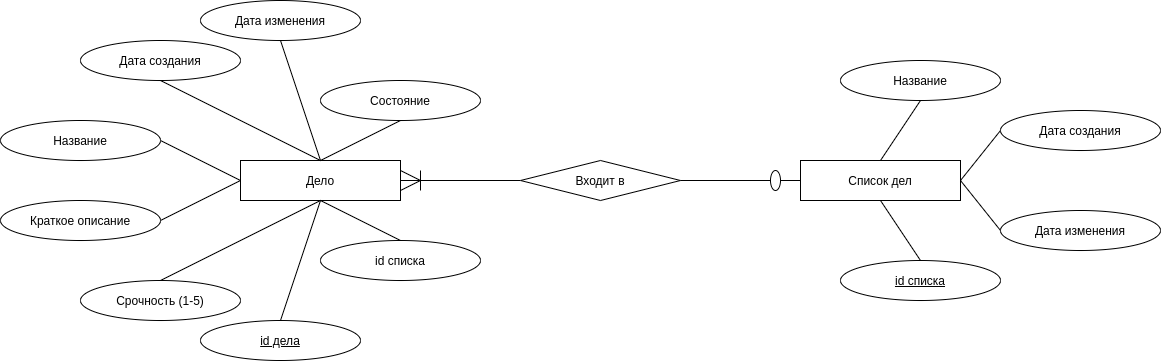 Дата изменения
Дата создания
Состояние
Название
Название
Дата создания
Дело
Входит в
Список дел
Краткое описание
Дата изменения
id списка
id списка
Срочность (1-5)
id дела